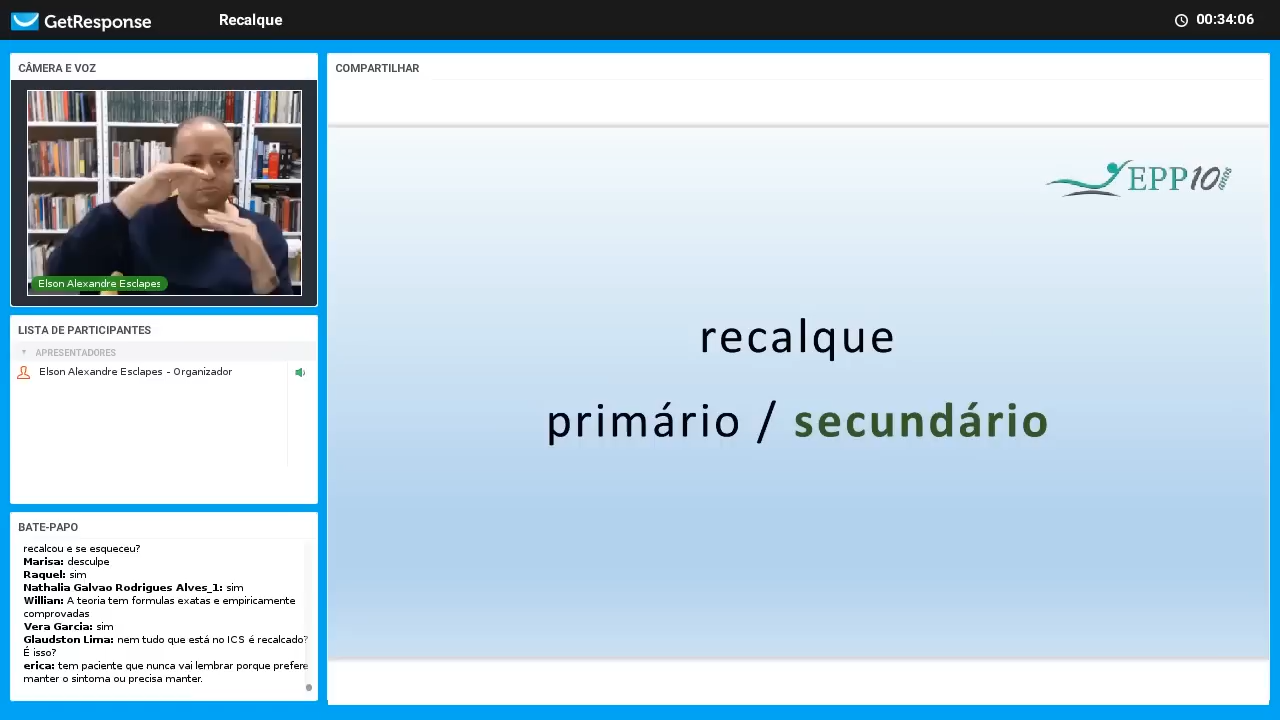 GetResponse
Recalque
00:34:06
CÂMERA E VOZ
Elson Alexandre Esclapes
LISTA DE PARTICIPANTES
APRESENTADORES
Elson Alexandre Esclapes - Organizador
BATE-PAPO
recalcou e se esqueceu?
Marisa: desculpe
Raquel: sim
Nathalia Galvao Rodrigues Alves_1: sim
Willian: A teoria tem formulas exatas e empiricamente
comprovadas
Vera Garcia: sim
Glaudston Lima: nem tudo que está no ICS é recalcado?
É isso?
erica: tem paciente que nunca vai lembrar porque prefere
manter o sintoma ou precisa manter.
COMPARTILHAR
EPP10 anos
recalque
primário / secundário